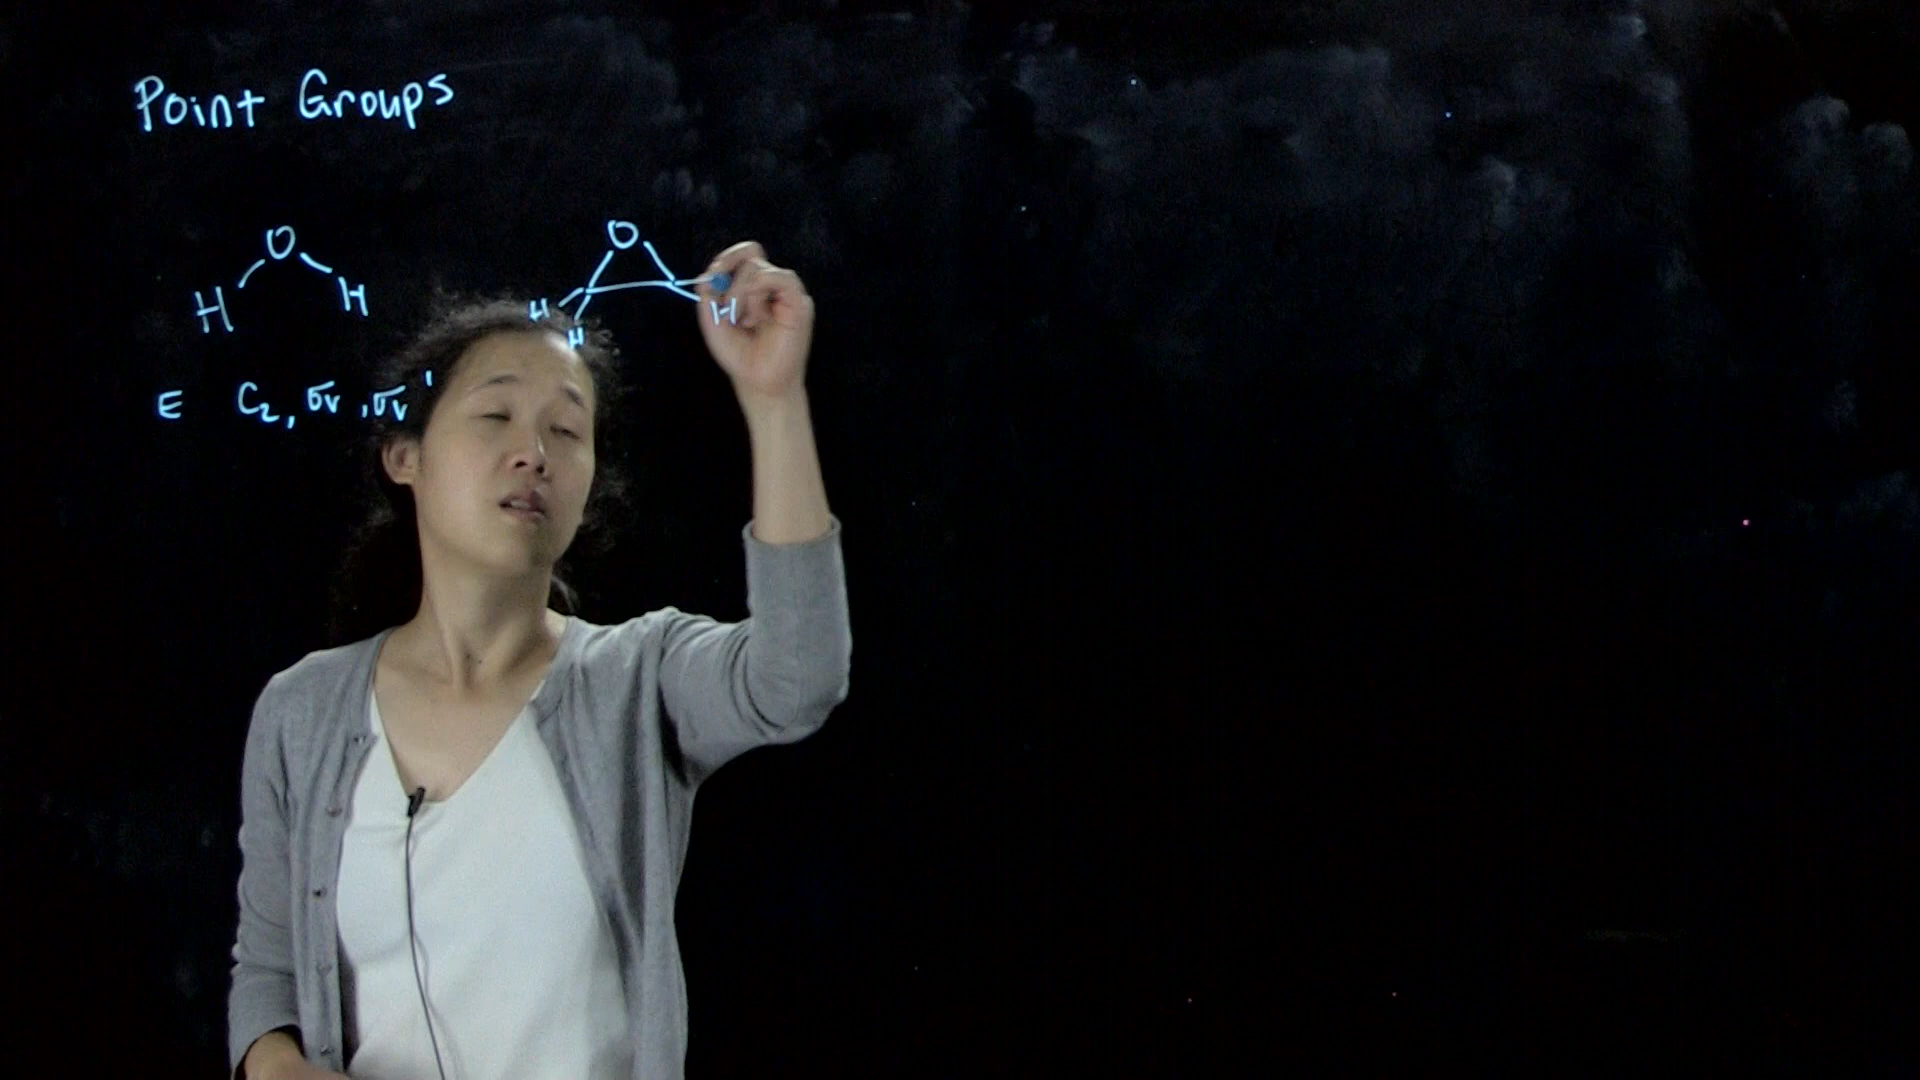 Point Groups
O
H H
E C₂, σv, σv'
O
H H
H